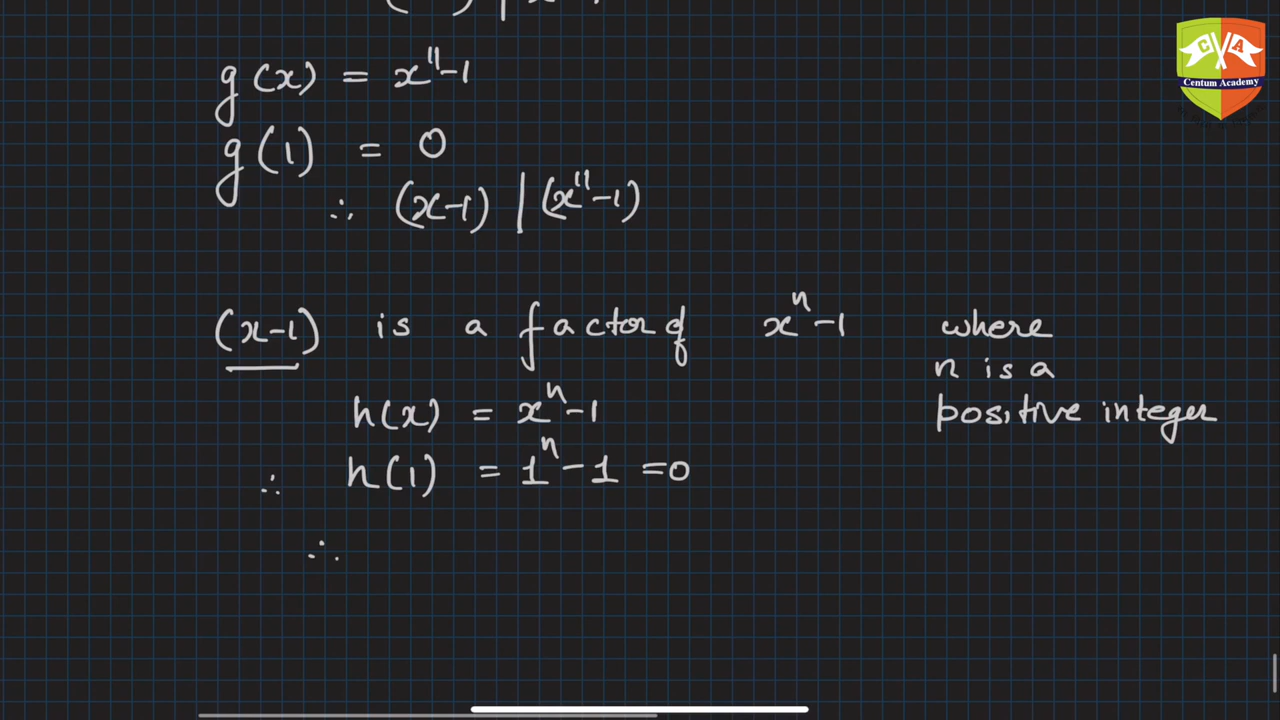 g(x) = x¹¹-1
g(1) = 0
∴ (x-1) | (x¹¹-1)
(x-1) is a factor of xⁿ-1 where
n is a
positive integer
h(x) = xⁿ-1
∴ h(1) = 1ⁿ-1 =0
∴
C A
Centum Academy